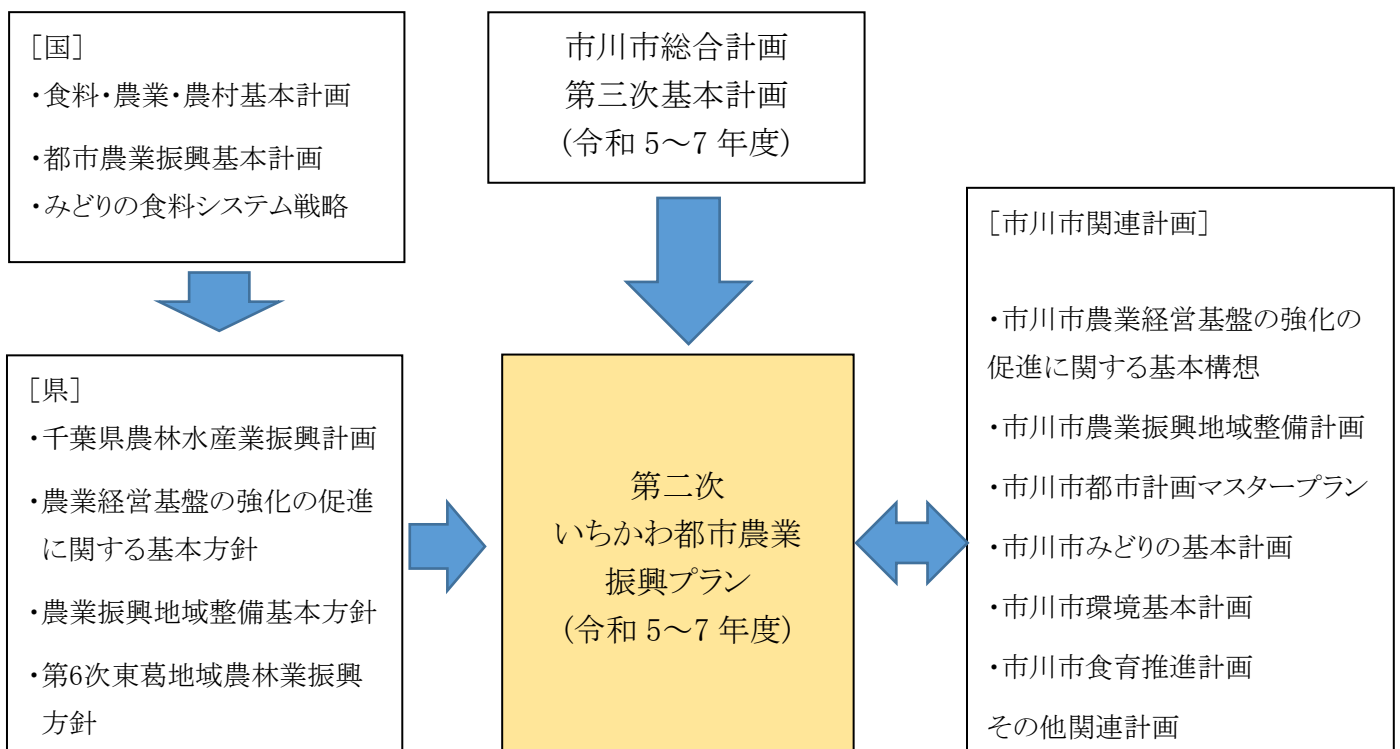 [国]
・食料・農業・農村基本計画
・都市農業振興基本計画
・みどりの食料システム戦略
市川市総合計画
第三次基本計画
(令和 5～7 年度)
[県]
・千葉県農林水産業振興計画
・農業経営基盤の強化の促進
に関する基本方針
・農業振興地域整備基本方針
・第6次東葛地域農林業振興
方針
第二次
いちかわ都市農業
振興プラン
(令和 5～7 年度)
[市川市関連計画]
・市川市農業経営基盤の強化の
促進に関する基本構想
・市川市農業振興地域整備計画
・市川市都市計画マスタープラン
・市川市みどりの基本計画
・市川市環境基本計画
・市川市食育推進計画
その他関連計画